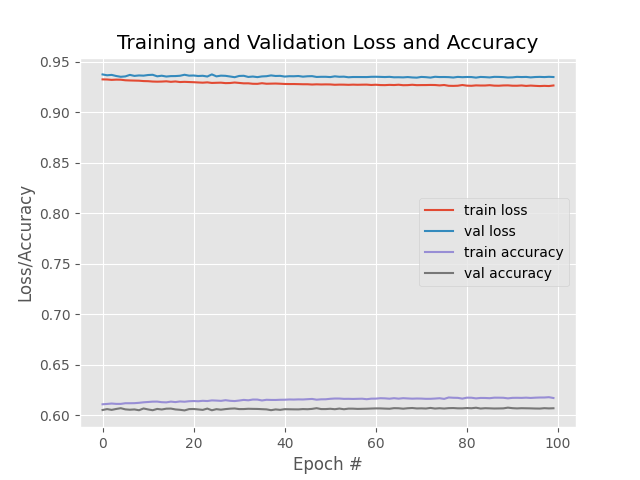 Training and Validation Loss and Accuracy
0.95
0.90
0.85
0.80
0.75
0.70
0.65
0.60
Loss/Accuracy
train loss
val loss
train accuracy
val accuracy
0 20 40 60 80 100
Epoch #